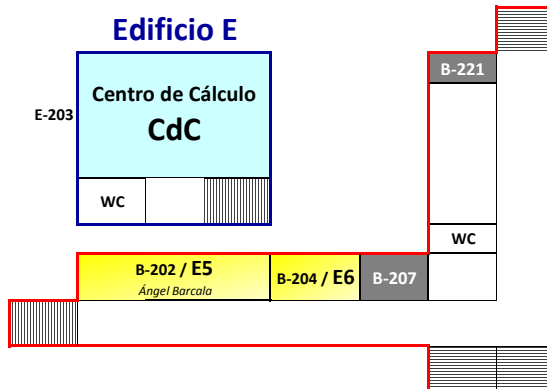 Edificio E
B-221
Centro de Cálculo
E-203
CdC
WC
WC
B-202 / E5
Ángel Barcala
B-204 / E6
B-207